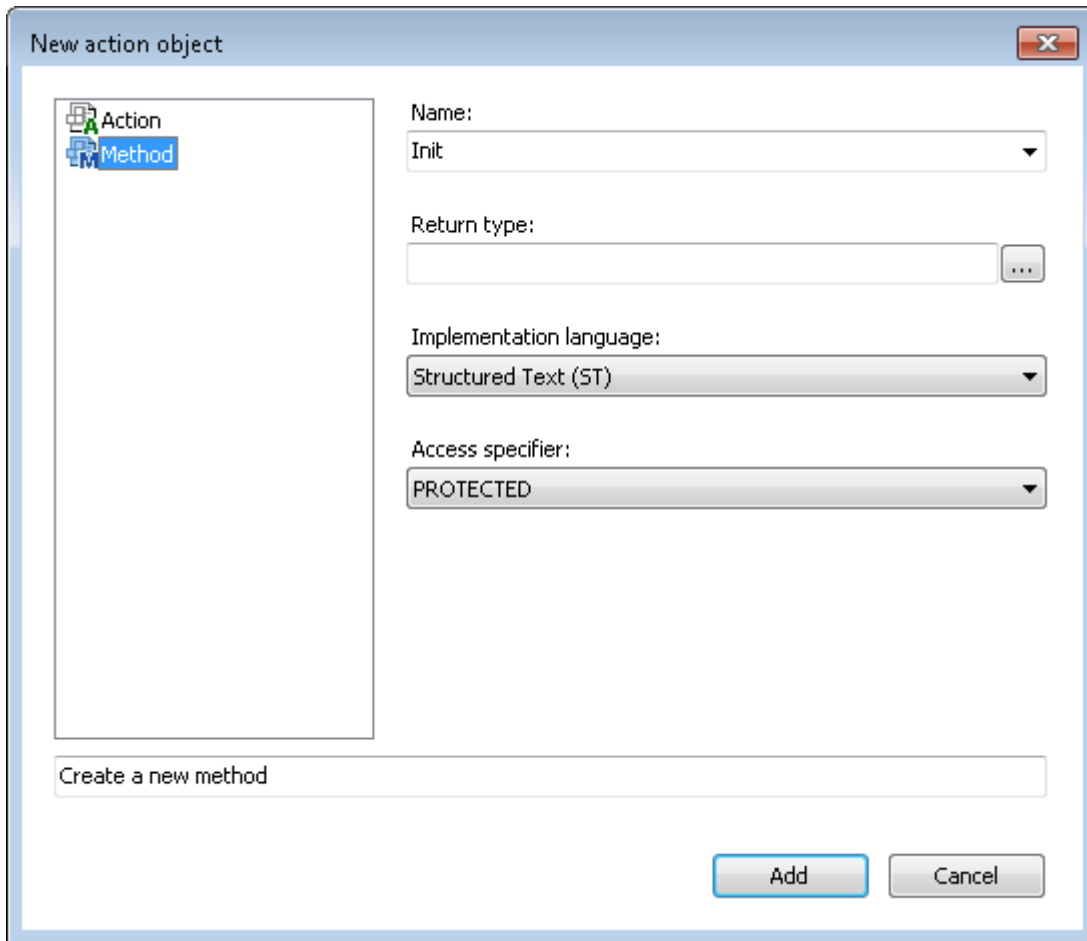 New action object
Action
Method
Name:
Init
Return type:
...
Implementation language:
Structured Text (ST)
Access specifier:
PROTECTED
Create a new method
Add
Cancel